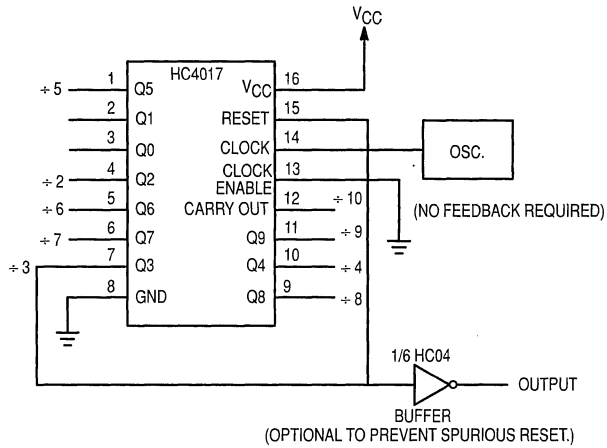 VCC
HC4017
÷ 5 1 Q5 VCC 16
2 Q1 RESET 15
3 Q0 CLOCK 14 OSC.
÷ 2 4 Q2 CLOCK ENABLE 13
÷ 6 5 Q6 CARRY OUT 12 ÷ 10 (NO FEEDBACK REQUIRED)
÷ 7 6 Q7 Q9 11 ÷ 9
÷ 3 7 Q3 Q4 10 ÷ 4
8 GND Q8 9 ÷ 8
1/6 HC04
OUTPUT
BUFFER
(OPTIONAL TO PREVENT SPURIOUS RESET.)